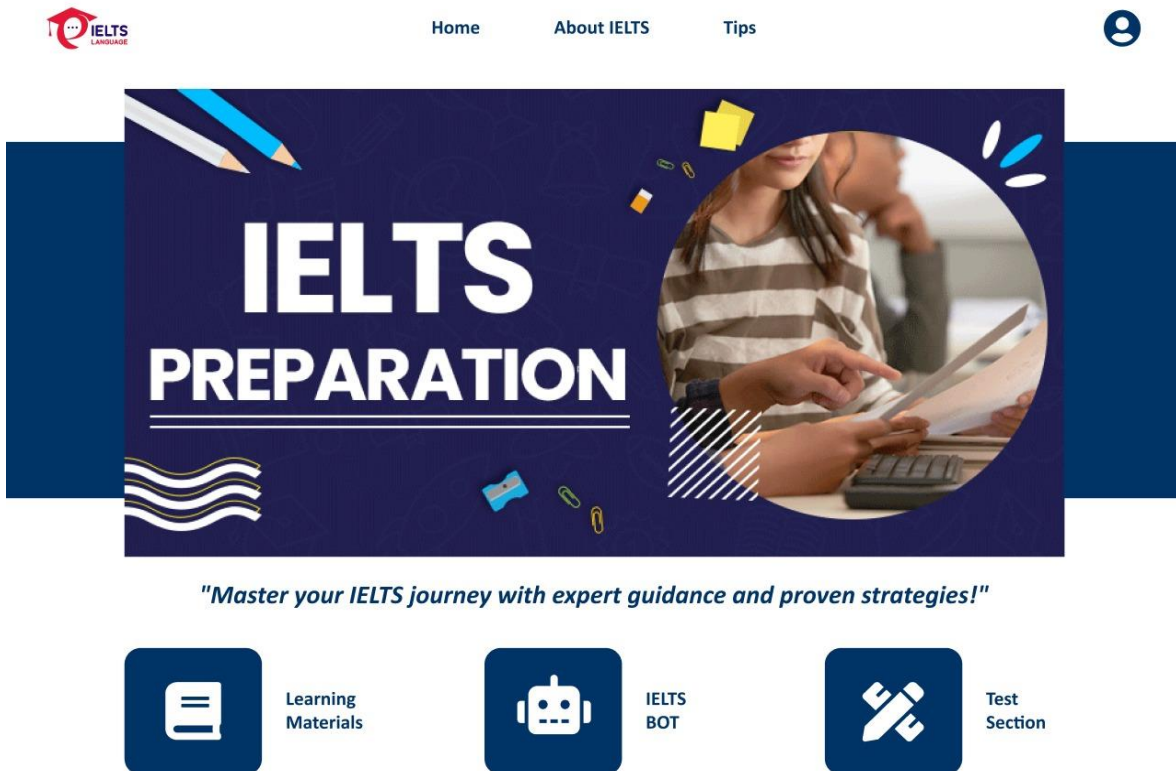 IELTS
LANGUAGE
Home
About IELTS
Tips
IELTS
PREPARATION
"Master your IELTS journey with expert guidance and proven strategies!"
Learning
Materials
IELTS
BOT
Test
Section